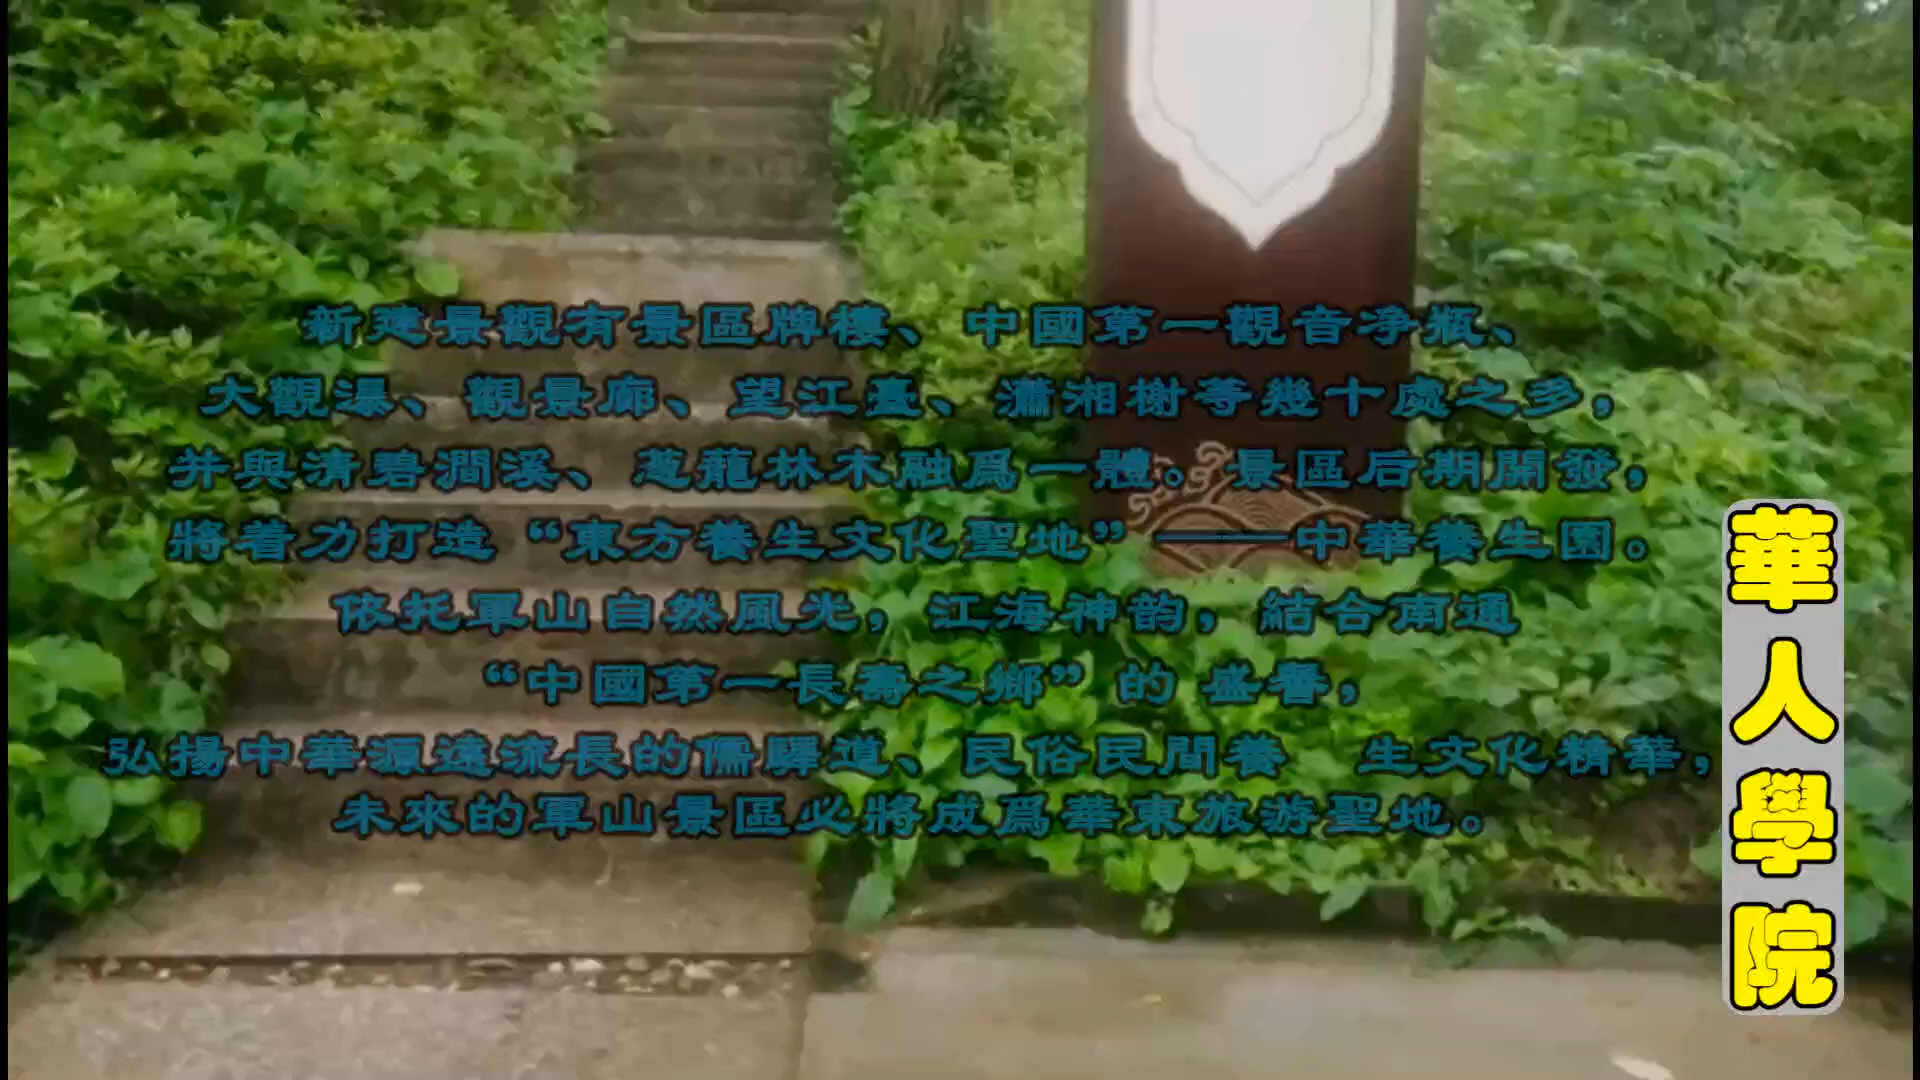 新建景觀有景區牌樓、中國第一觀音净瓶、
大觀瀑、觀景廊、望江臺、瀟湘榭等幾十處之多，
并與清碧澗溪、葱蘢林木融爲一體。景區后期開發，
將着力打造“東方養生文化聖地”——中華養生園。
依托軍山自然風光，江海神韵，結合南通
“中國第一長壽之鄉”的 盛譽，
弘揚中華源遠流長的儒驛道、民俗民間養 生文化精華，
未來的軍山景區必將成爲華東旅游聖地。
華人學院